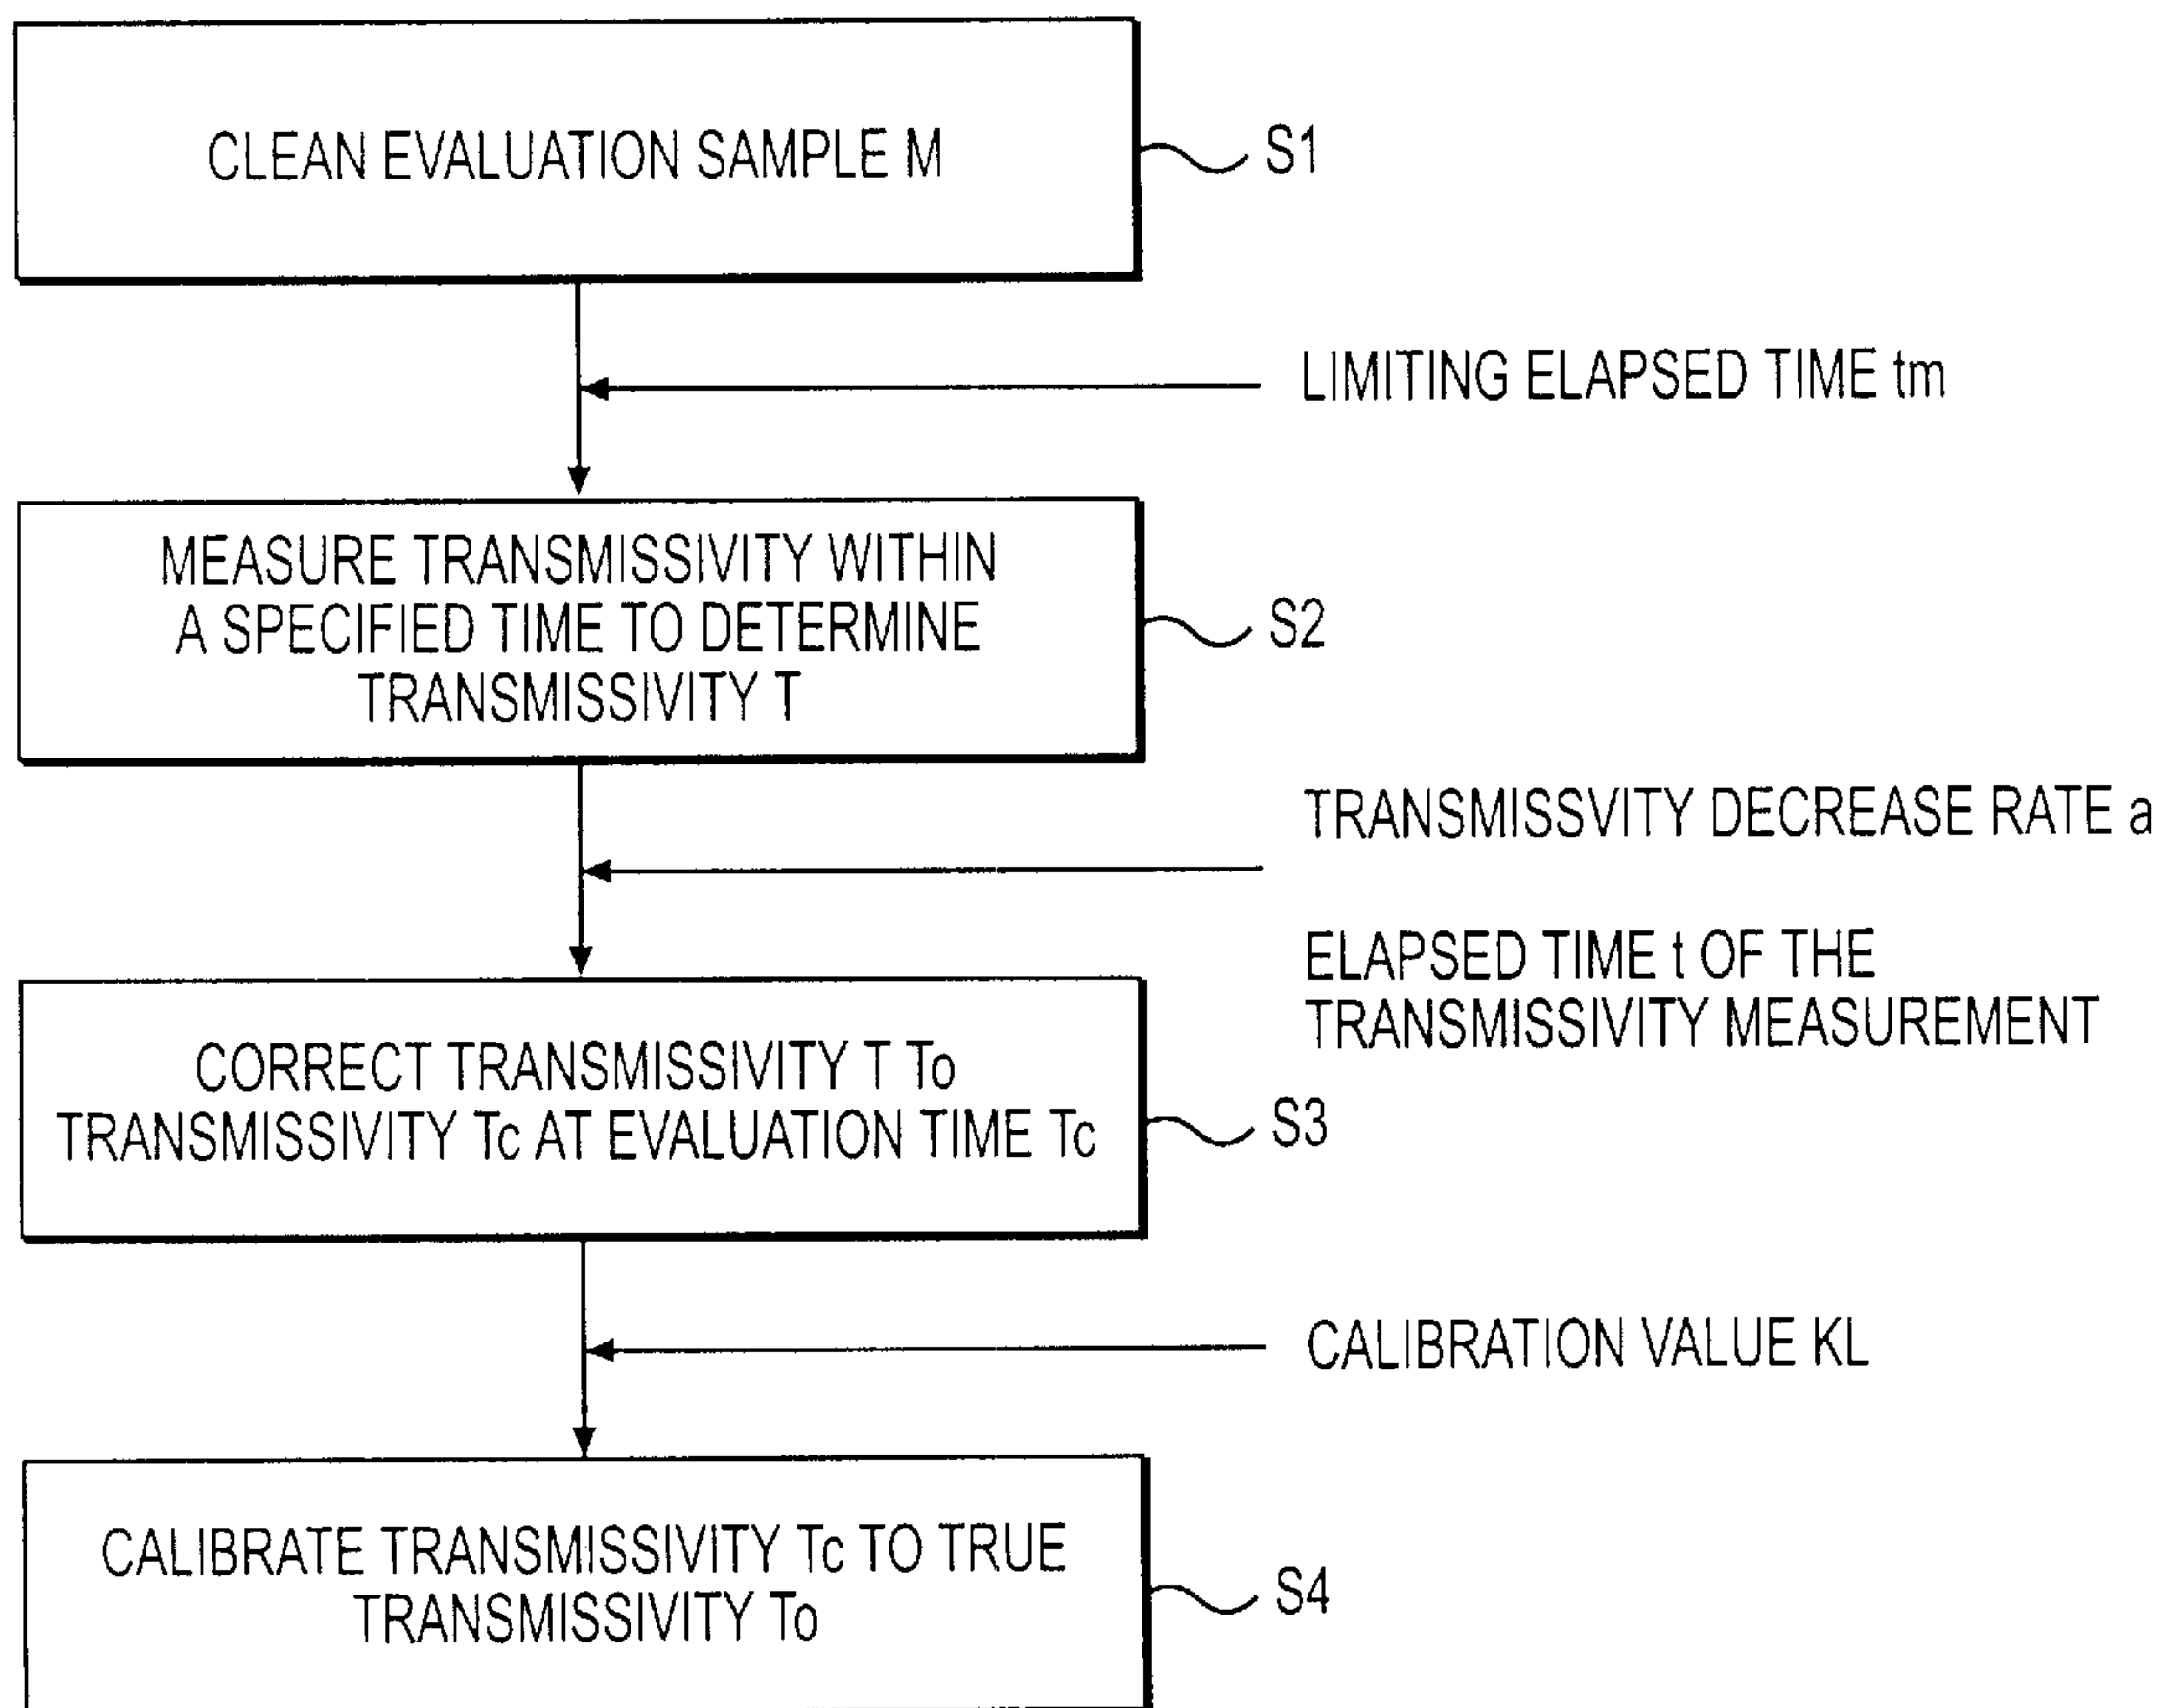 CLEAN EVALUATION SAMPLE M
S1
LIMITING ELAPSED TIME tm
MEASURE TRANSMISSIVITY WITHIN
A SPECIFIED TIME TO DETERMINE
TRANSMISSIVITY T
S2
TRANSMISSVITY DECREASE RATE a
ELAPSED TIME t OF THE
TRANSMISSIVITY MEASUREMENT
CORRECT TRANSMISSIVITY T To
TRANSMISSIVITY Tc AT EVALUATION TIME Tc
S3
CALIBRATION VALUE KL
CALIBRATE TRANSMISSIVITY Tc TO TRUE
TRANSMISSIVITY To
S4